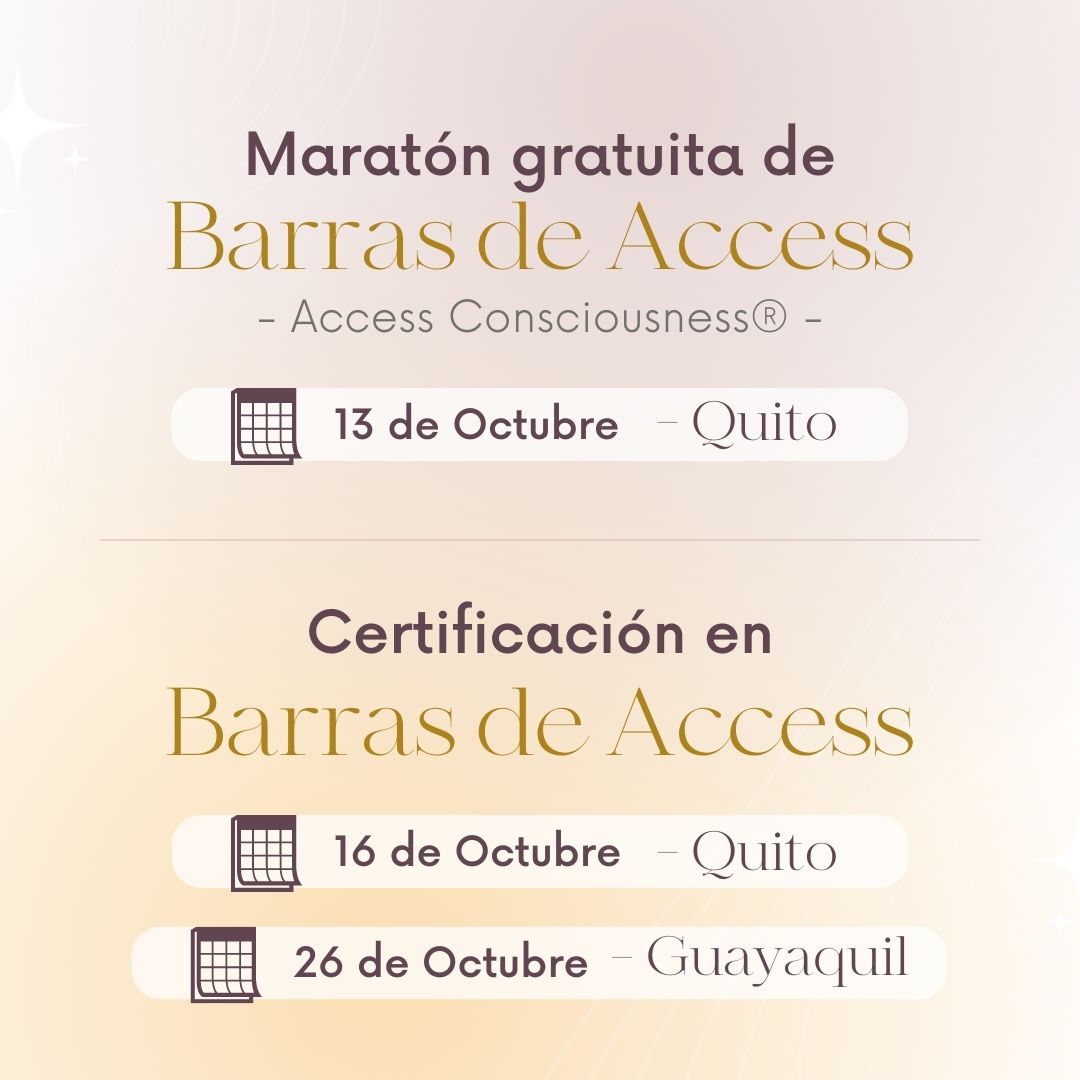 Maratón gratuita de
Barras de Access
- Access Consciousness® -
13 de Octubre - Quito
Certificación en
Barras de Access
16 de Octubre - Quito
26 de Octubre - Guayaquil